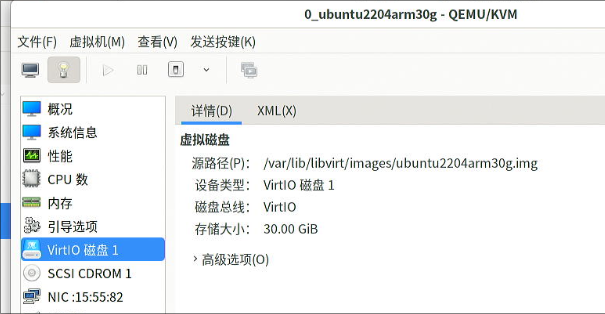 0_ubuntu2204arm30g - QEMU/KVM
文件(F) 虚拟机(M) 查看(V) 发送按键(K)
概况
系统信息
性能
CPU 数
内存
引导选项
VirtIO 磁盘 1
SCSI CDROM 1
NIC :15:55:82
详情(D) XML(X)
虚拟磁盘
源路径(P): /var/lib/libvirt/images/ubuntu2204arm30g.img
设备类型: VirtIO 磁盘 1
磁盘总线: VirtIO
存储大小: 30.00 GiB
高级选项(O)